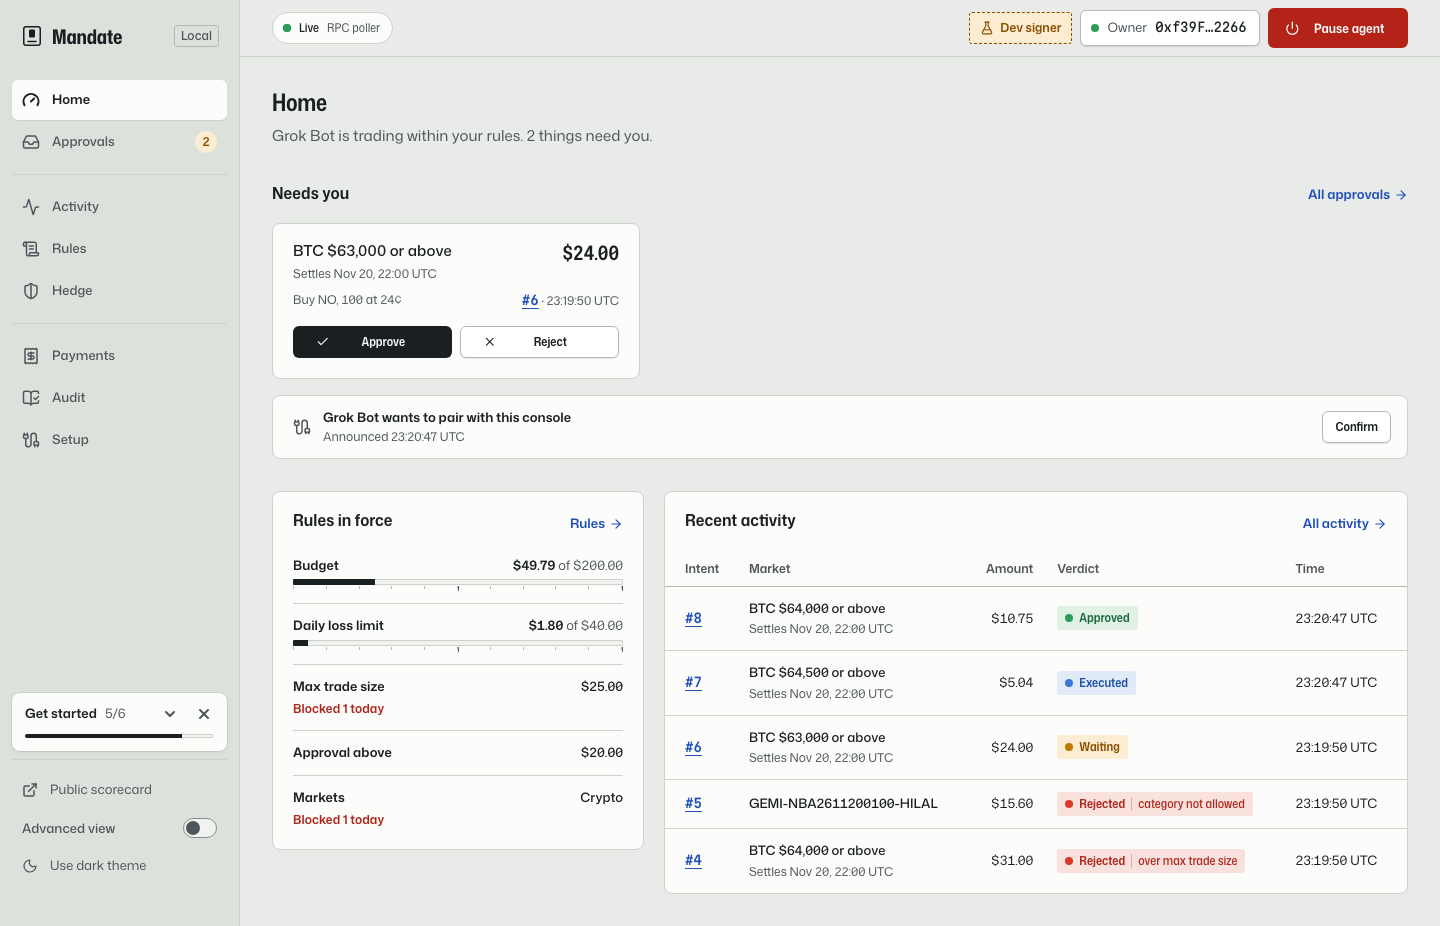 Mandate
Local
Home
Approvals
2
Activity
Rules
Hedge
Payments
Audit
Setup
Get started 5/6
Public scorecard
Advanced view
Use dark theme
Live RPC poller
Dev signer
Owner 0xf39F…2266
Pause agent
Home
Grok Bot is trading within your rules. 2 things need you.
Needs you
All approvals
BTC $63,000 or above
$24.00
Settles Nov 20, 22:00 UTC
Buy NO, 100 at 24¢
#6 · 23:19:50 UTC
Approve
Reject
Grok Bot wants to pair with this console
Announced 23:20:47 UTC
Confirm
Rules in force
Rules
Budget
$49.79 of $200.00
Daily loss limit
$1.80 of $40.00
Max trade size
$25.00
Blocked 1 today
Approval above
$20.00
Markets
Crypto
Blocked 1 today
Recent activity
All activity
Intent Market Amount Verdict Time
#8 BTC $64,000 or above $10.75 Approved 23:20:47 UTC
Settles Nov 20, 22:00 UTC
#7 BTC $64,500 or above $5.04 Executed 23:20:47 UTC
Settles Nov 20, 22:00 UTC
#6 BTC $63,000 or above $24.00 Waiting 23:19:50 UTC
Settles Nov 20, 22:00 UTC
#5 GEMI-NBA2611200100-HILAL $15.60 Rejected category not allowed 23:19:50 UTC
#4 BTC $64,000 or above $31.00 Rejected over max trade size 23:19:50 UTC
Settles Nov 20, 22:00 UTC